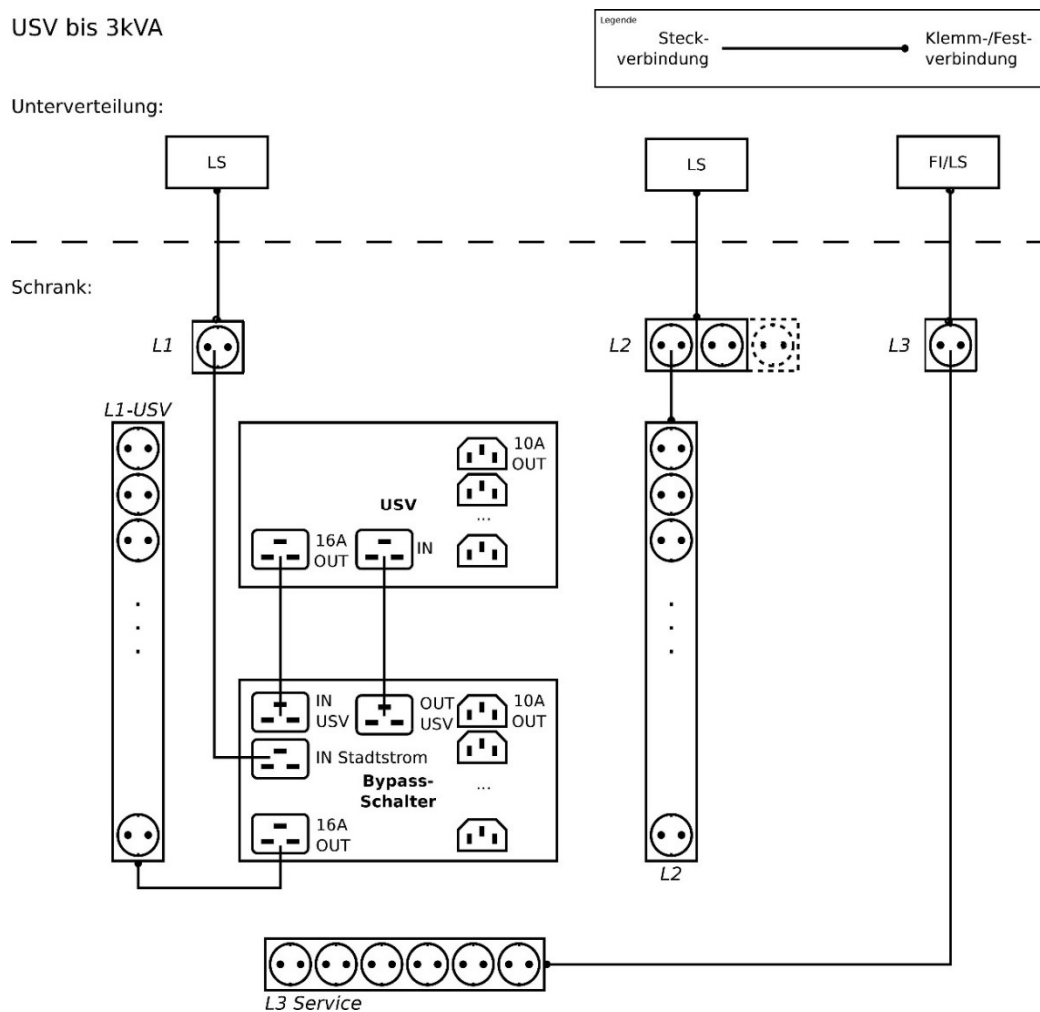 USV bis 3kVA
Legende
Steck-
verbindung
Klemm-/Fest-
verbindung
Unterverteilung:
LS
LS
FI/LS
Schrank:
L1
L2
L3
L1-USV
10A
OUT
USV
...
16A
OUT
IN
IN
USV
OUT
USV
10A
OUT
IN Stadtstrom
Bypass-
Schalter
...
16A
OUT
L2
L3 Service